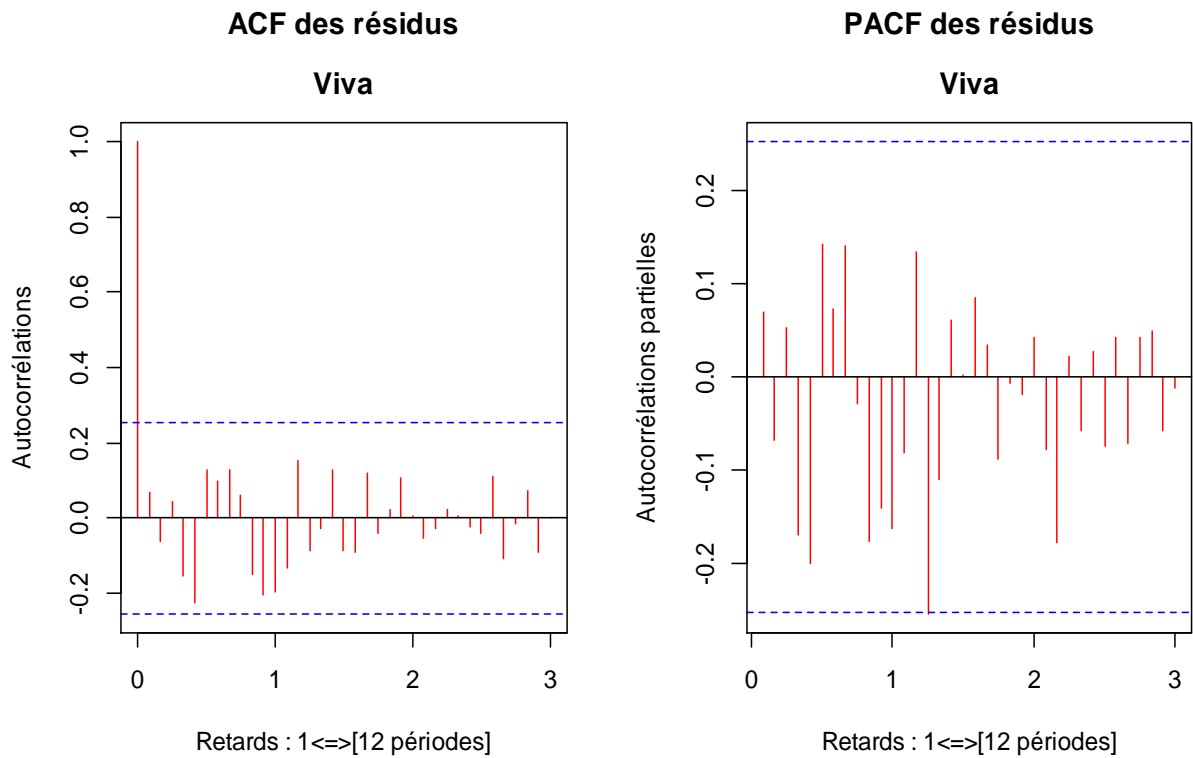 ACF des résidus
Viva
Autocorrélations
1.0
0.8
0.6
0.4
0.2
0.0
-0.2
0
1
2
3
Retards : 1<=>[12 périodes]
PACF des résidus
Viva
Autocorrélations partielles
0.2
0.1
0.0
-0.1
-0.2
0
1
2
3
Retards : 1<=>[12 périodes]